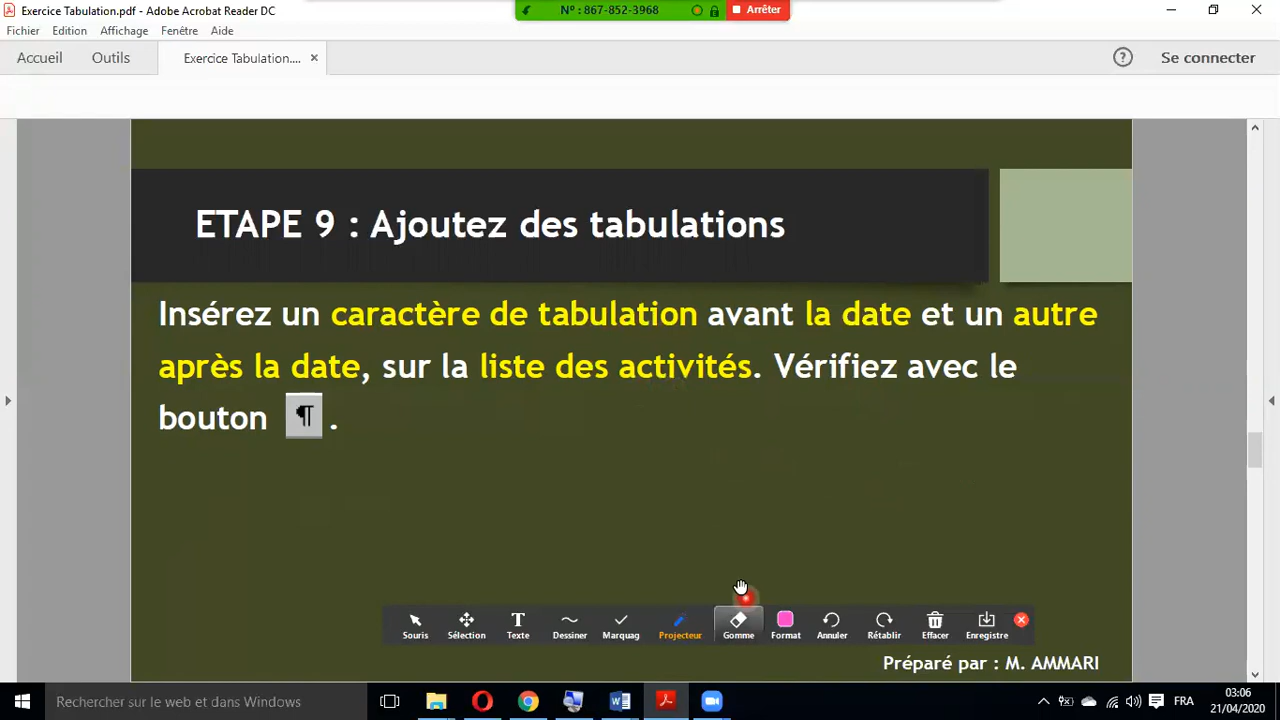 Exercice Tabulation.pdf - Adobe Acrobat Reader DC
N° : 867-852-3968
Arrêter
Fichier Edition Affichage Fenêtre Aide
Accueil Outils Exercice Tabulation.... Se connecter
ETAPE 9 : Ajoutez des tabulations
Insérez un caractère de tabulation avant la date et un autre
après la date, sur la liste des activités. Vérifiez avec le
bouton ¶ .
Souris Sélection Texte Dessiner Marquag Projecteur Gomme Format Annuler Rétablir Effacer Enregistre
Préparé par : M. AMMARI
Rechercher sur le web et dans Windows
FRA
03:06
21/04/2020